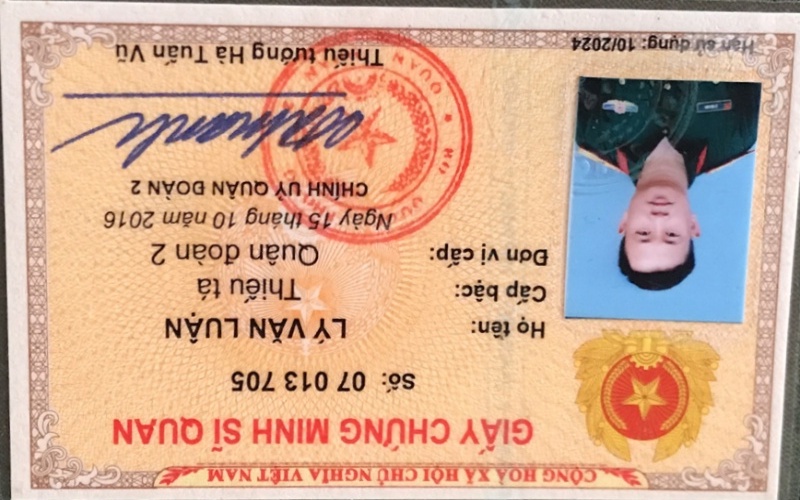 CỘNG HOÀ XÃ HỘI CHỦ NGHĨA VIỆT NAM
GIẤY CHỨNG MINH SĨ QUAN
Số: 07 013 705
Họ tên: LÝ VĂN LUẬN
Cấp bậc: Thiếu tá
Đơn vị cấp: Quân đoàn 2
Ngày 15 tháng 10 năm 2016
CHÍNH UỶ QUÂN ĐOÀN 2
Thiếu tướng Hà Tuấn Vũ
Hạn sử dụng: 10/2024